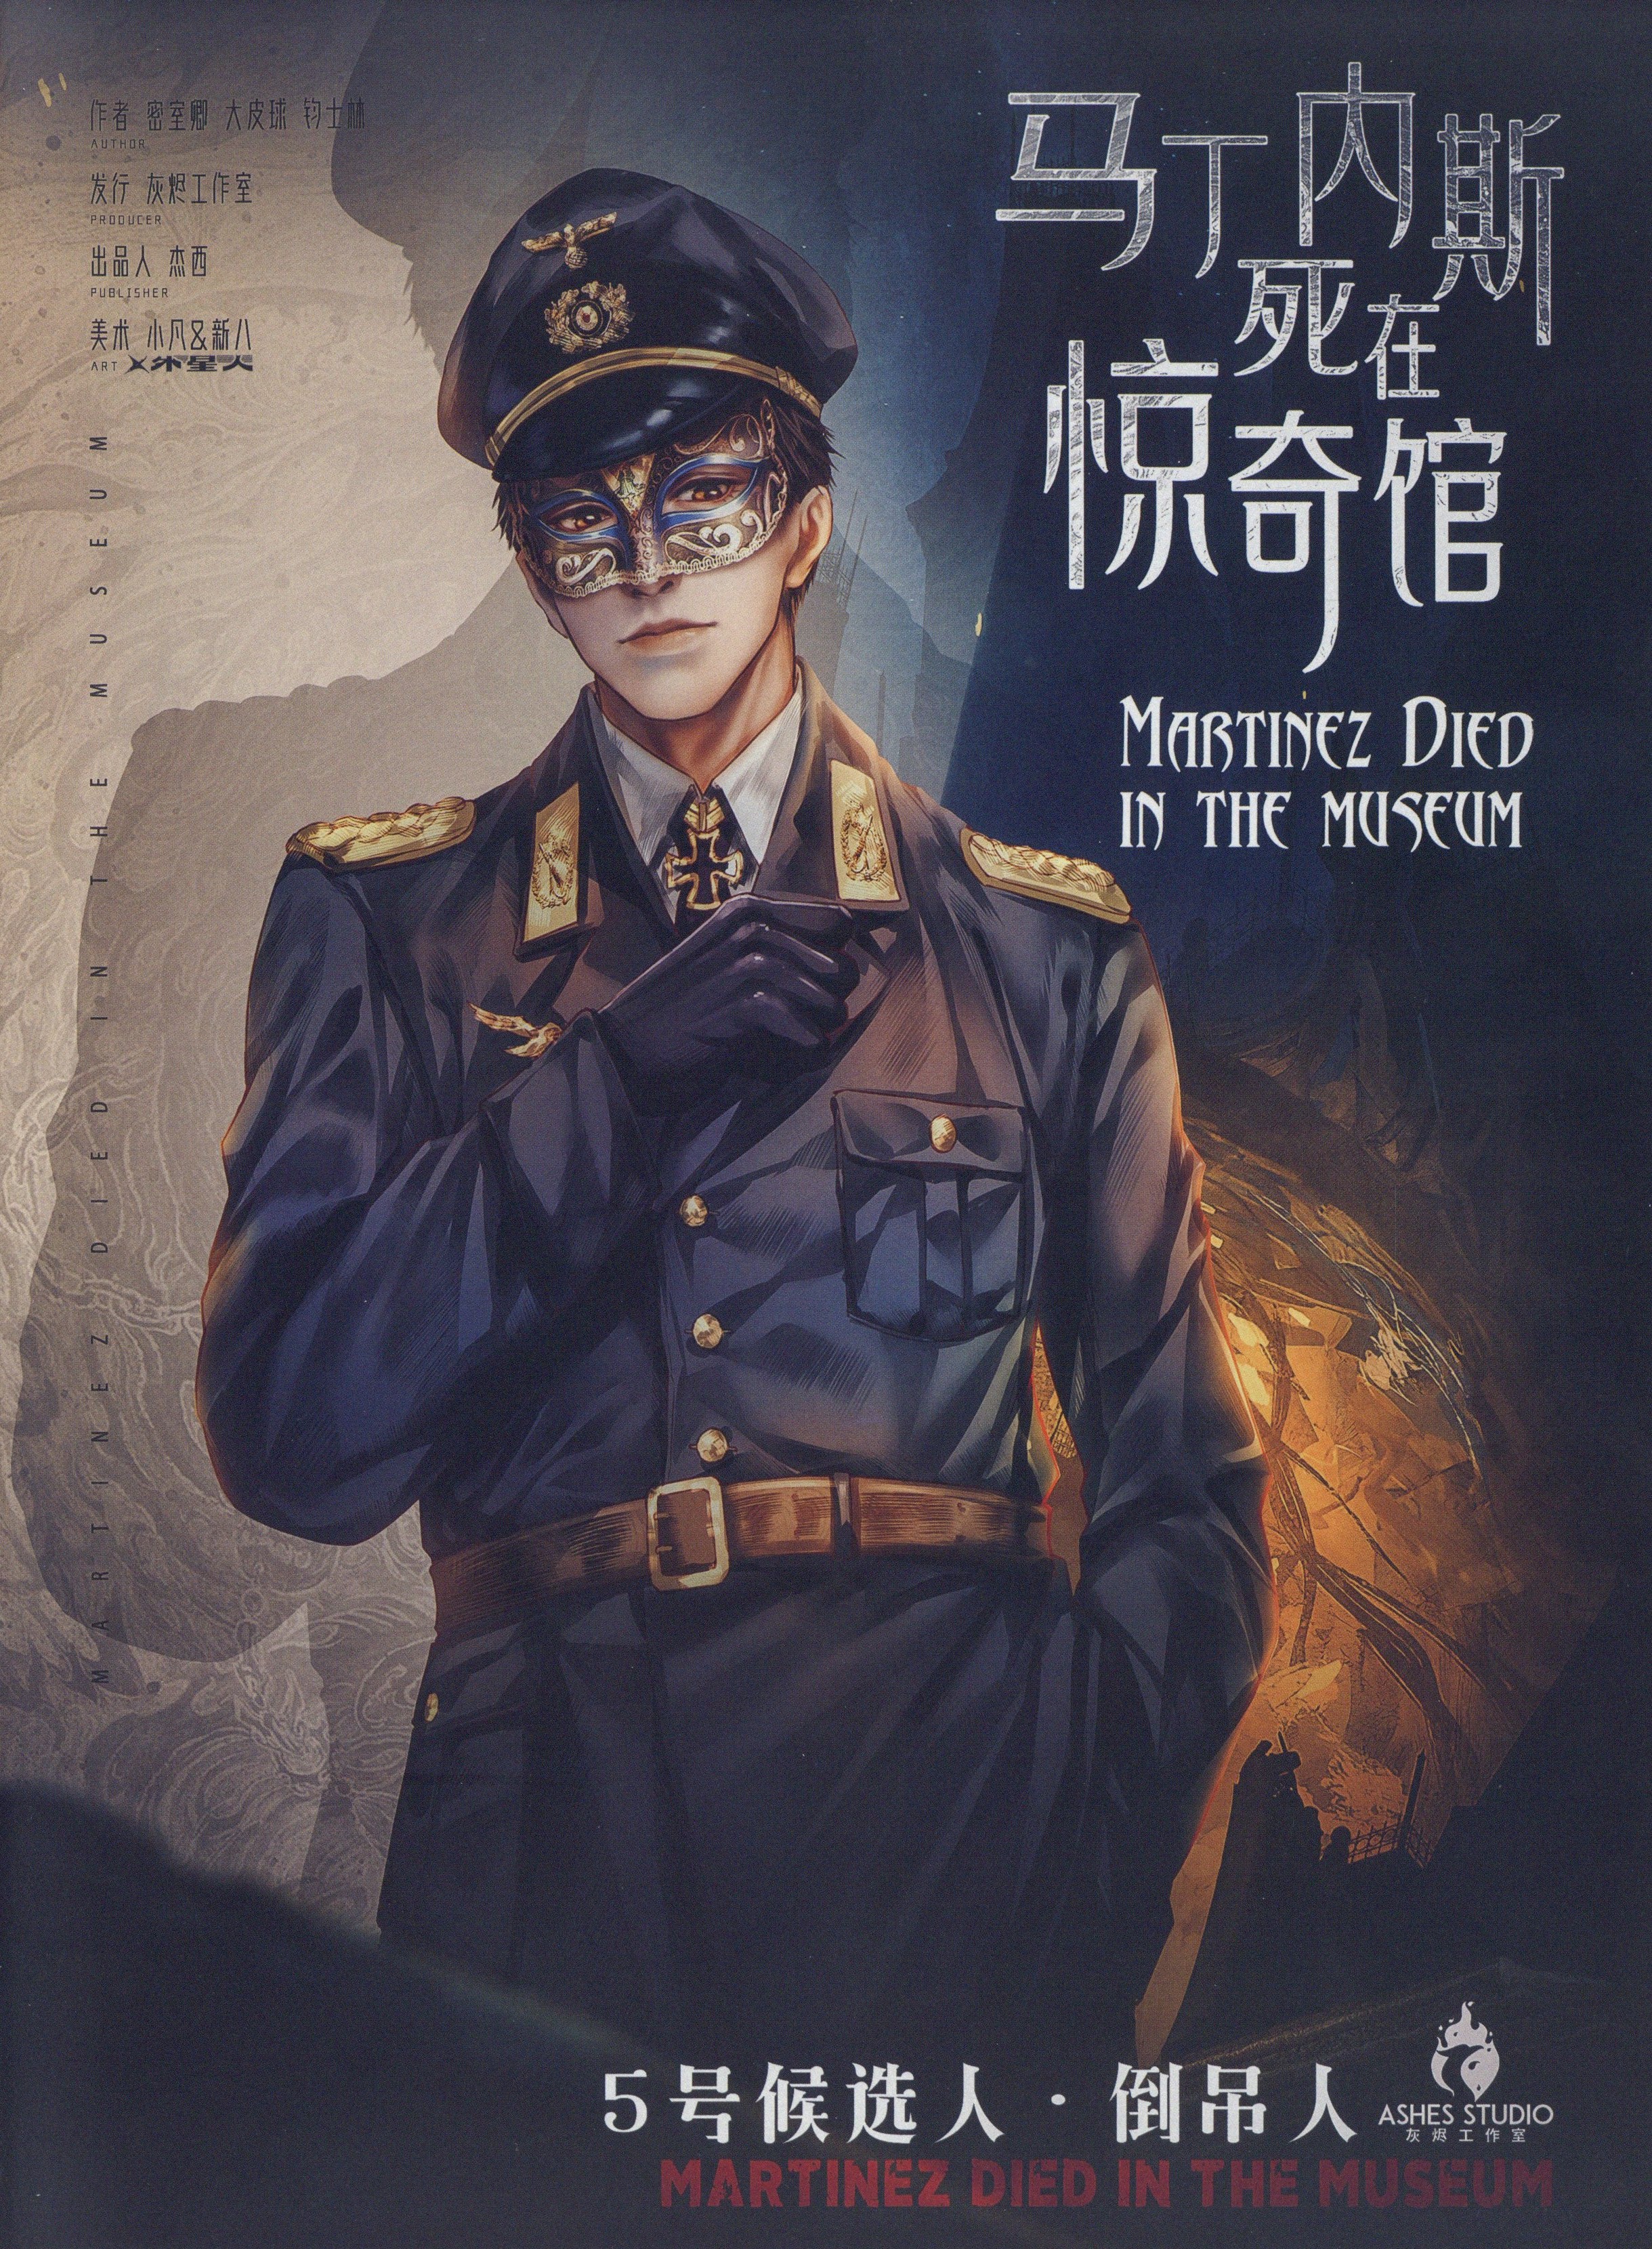 作者 密室卿 大皮球 钧士林
AUTHOR
发行 灰烬工作室
PRODUCER
出品人 杰西
PUBLISHER
美术 小凡&新八
ART
MARTINEZ DIED IN THE MUSEUM
马丁内斯
死在
惊奇馆
MARTINEZ DIED
IN THE MUSEUM
5号候选人·倒吊人
ASHES STUDIO
灰烬工作室
MARTINEZ DIED IN THE MUSEUM